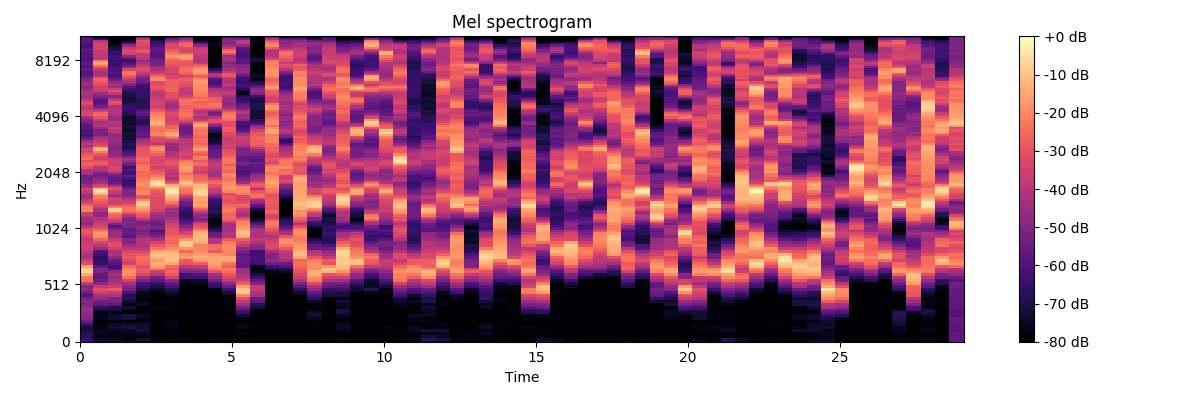 Mel spectrogram
8192
4096
2048
1024
512
0
Hz
0 5 10 15 20 25
Time
+0 dB
-10 dB
-20 dB
-30 dB
-40 dB
-50 dB
-60 dB
-70 dB
-80 dB